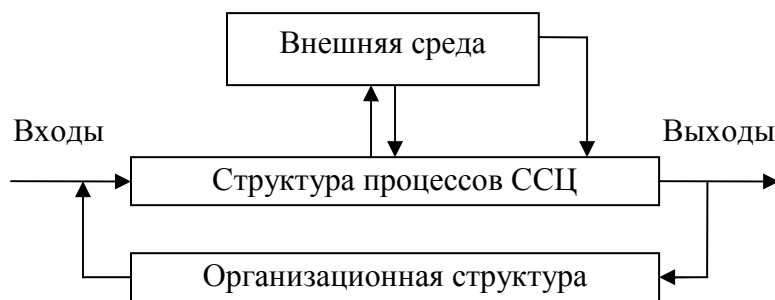 Внешняя среда
Входы
Выходы
Структура процессов ССЦ
Организационная структура